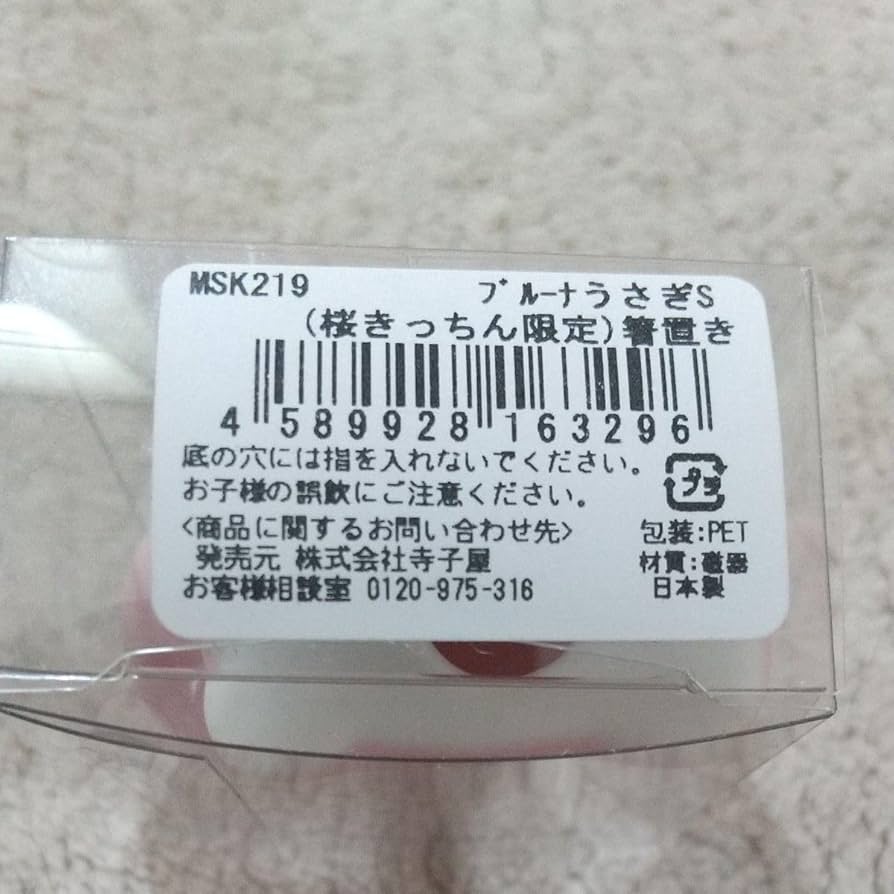 MSK219 ブルーナうさぎS
(桜きっちん限定)箸置き
4 589928 163296
底の穴には指を入れないでください。
お子様の誤飲にご注意ください。
プラ
<商品に関するお問い合わせ先> 包装:PET
発売元 株式会社寺子屋 材質:磁器
お客様相談室 0120-975-316 日本製